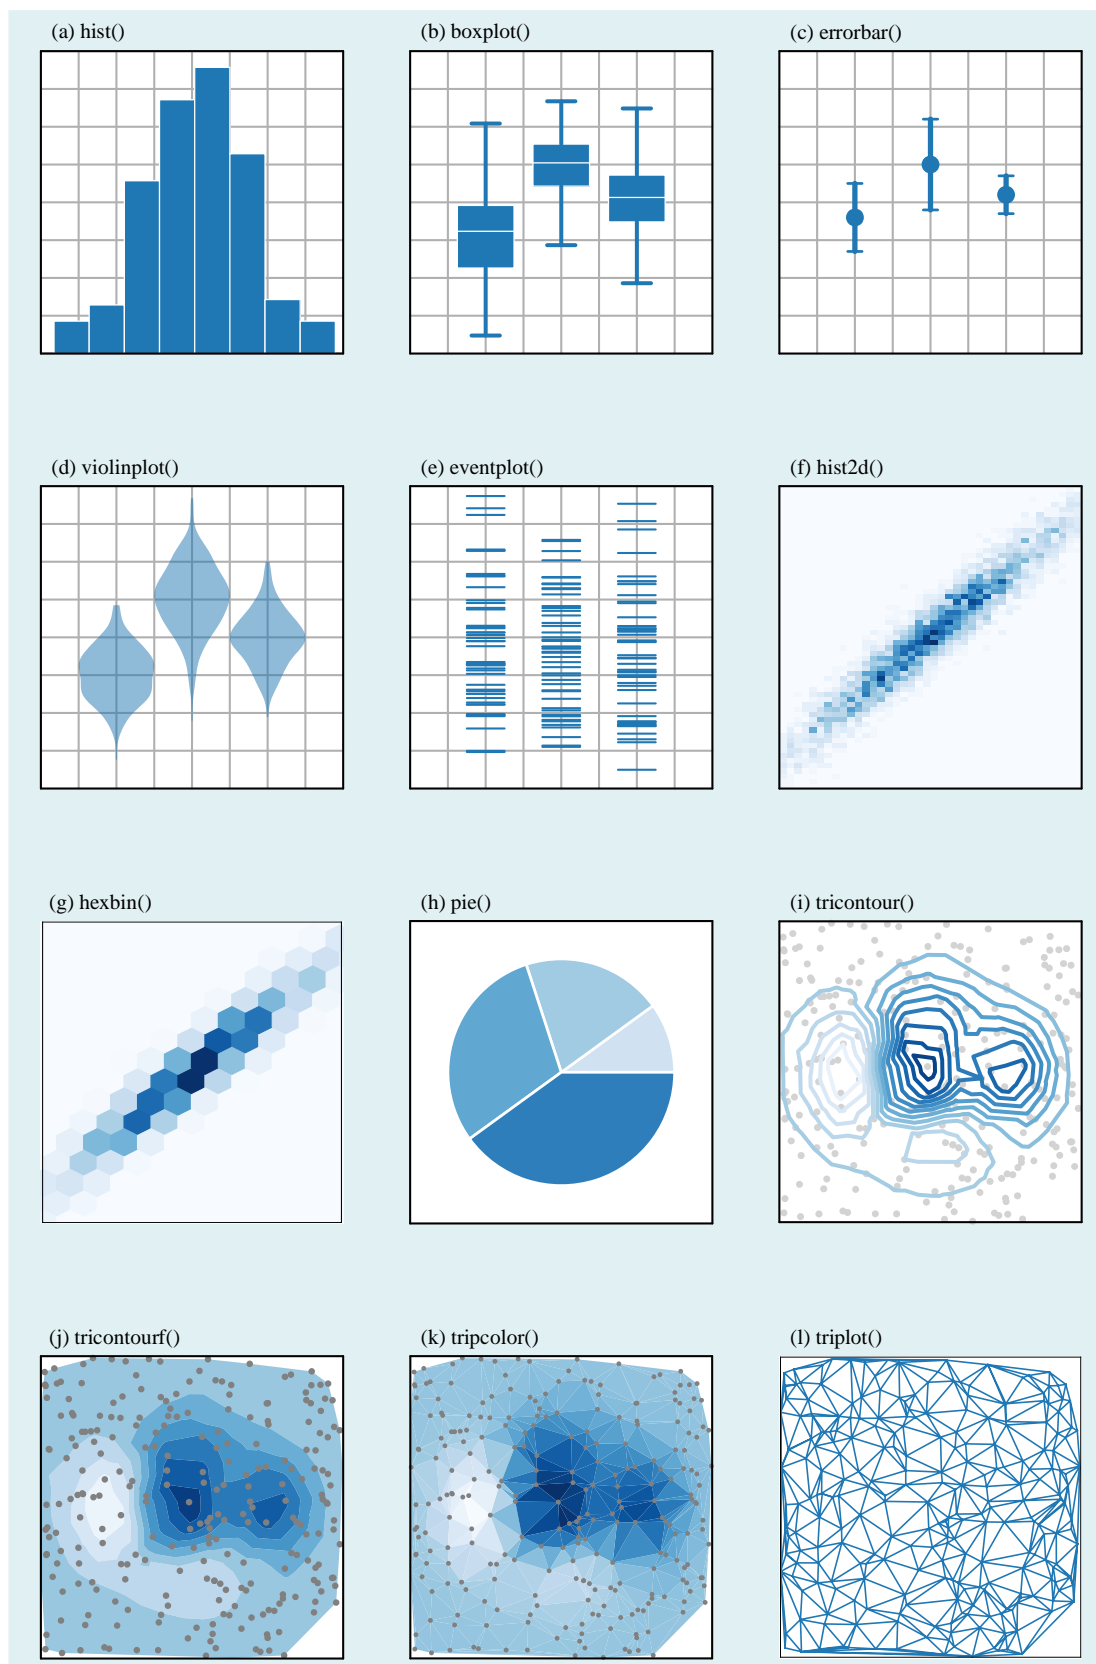 (a) hist()
(b) boxplot()
(c) errorbar()
(d) violinplot()
(e) eventplot()
(f) hist2d()
(g) hexbin()
(h) pie()
(i) tricontour()
(j) tricontourf()
(k) tripcolor()
(l) triplot()